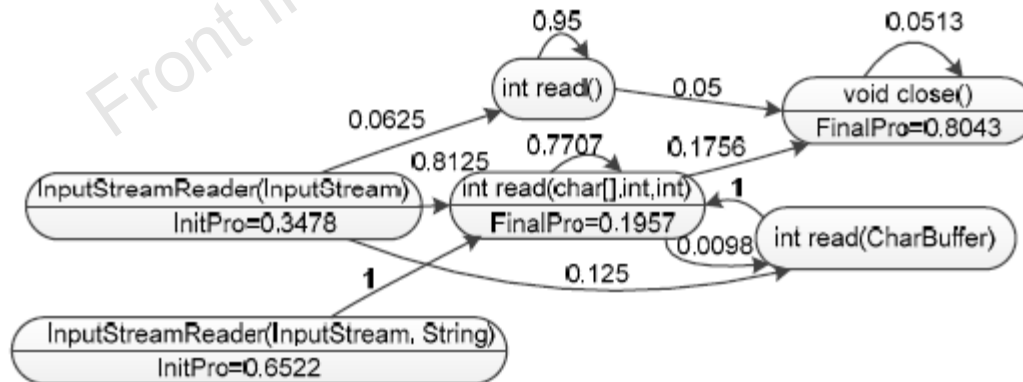 Front
0.95
0.0513
int read()
0.05
void close()
FinalPro=0.8043
0.0625
0.7707
0.1756
0.8125
InputStreamReader(InputStream)
InitPro=0.3478
int read(char[],int,int)
FinalPro=0.1957
1
int read(CharBuffer)
0.0098
0.125
1
InputStreamReader(InputStream, String)
InitPro=0.6522